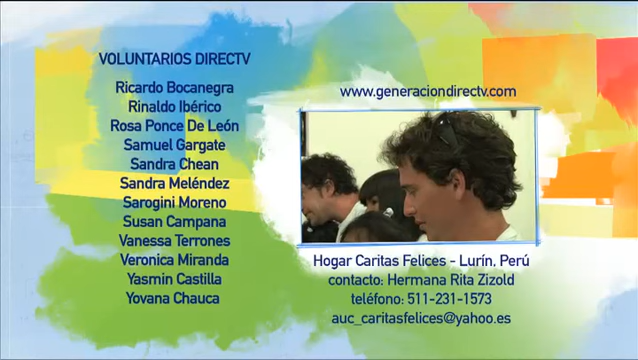 VOLUNTARIOS DIRECTV
Ricardo Bocanegra
Rinaldo Ibérico
Rosa Ponce De León
Samuel Gargate
Sandra Chean
Sandra Meléndez
Sarogini Moreno
Susan Campana
Vanessa Terrones
Veronica Miranda
Yasmin Castilla
Yovana Chauca
www.generaciondirectv.com
Hogar Caritas Felices - Lurín, Perú
contacto: Hermana Rita Zizold
teléfono: 511-231-1573
auc_caritasfelices@yahoo.es